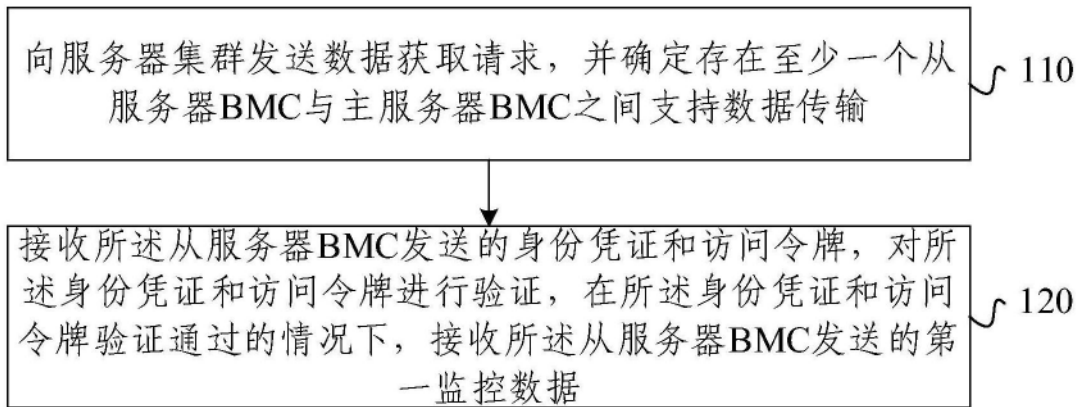 向服务器集群发送数据获取请求，并确定存在至少一个从
服务器BMC与主服务器BMC之间支持数据传输
110
接收所述从服务器BMC发送的身份凭证和访问令牌，对所
述身份凭证和访问令牌进行验证，在所述身份凭证和访问
令牌验证通过的情况下，接收所述从服务器BMC发送的第
一监控数据
120